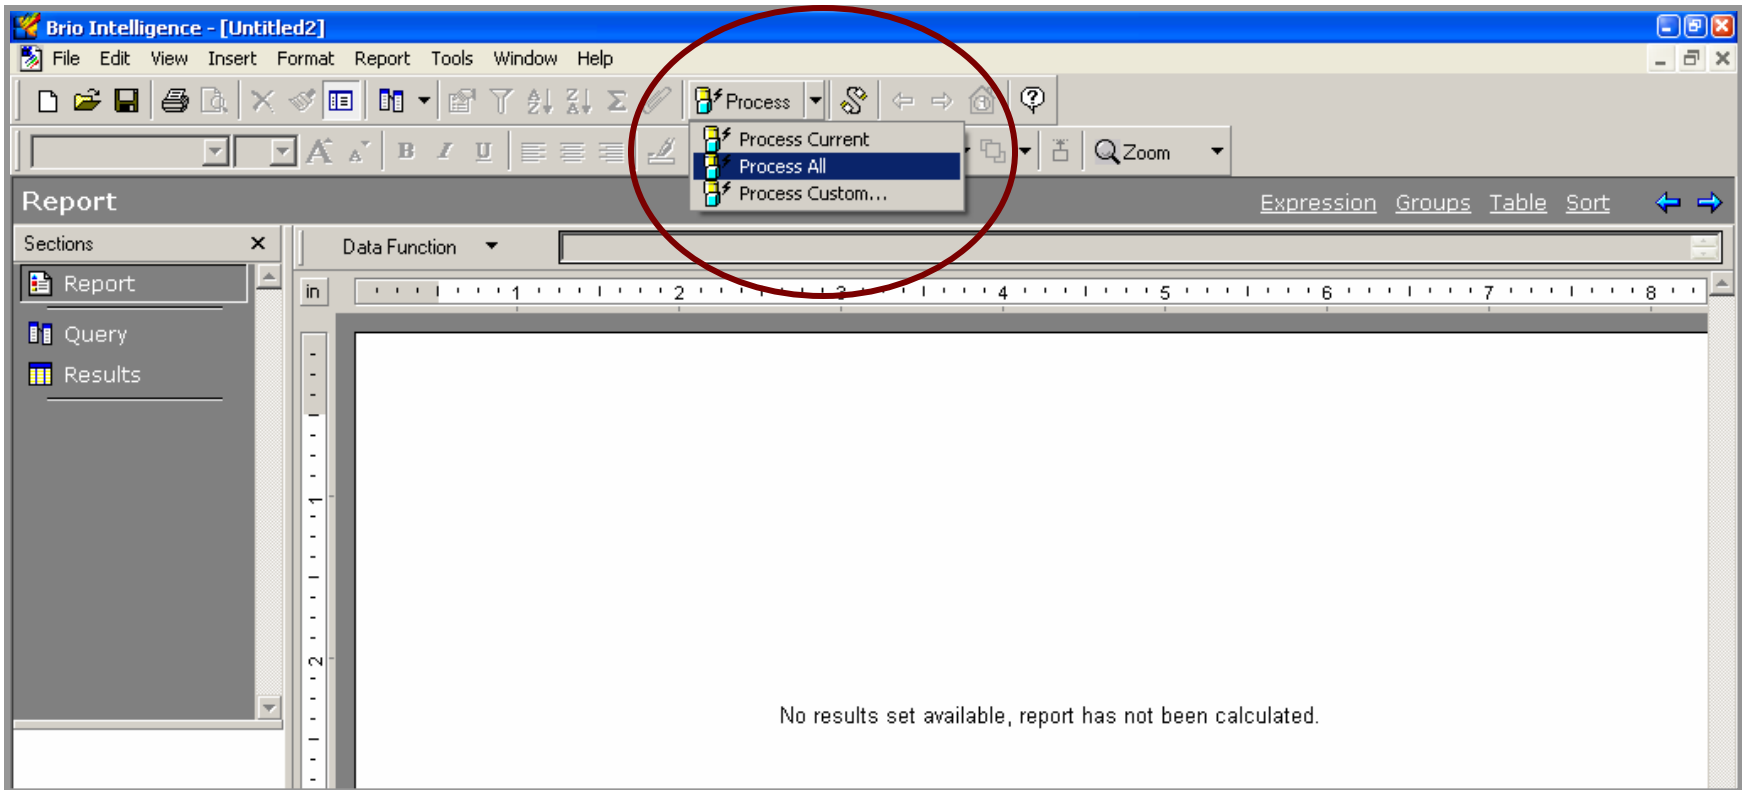 Brio Intelligence - [Untitled2]
File Edit View Insert Format Report Tools Window Help
Process
Process Current
Process All
Process Custom...
B I U
Zoom
Report
Expression Groups Table Sort
Sections
Data Function
Report
in
1 2 3 4 5 6 7 8
Query
Results
1
2
No results set available, report has not been calculated.